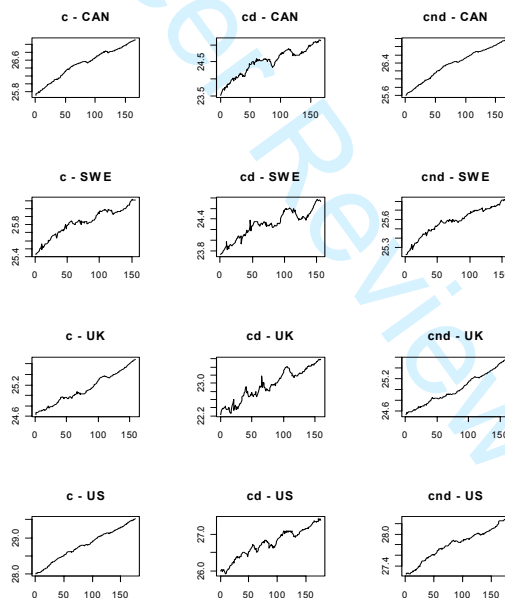 c - CAN
cd - CAN
cnd - CAN
25.8 26.6
23.5 24.5
25.6 26.4
0 50 100 150
0 50 100 150
0 50 100 150
c - SWE
cd - SWE
cnd - SWE
25.4 25.8
23.8 24.4
25.3 25.6
0 50 100 150
0 50 100 150
0 50 100 150
c - UK
cd - UK
cnd - UK
24.6 25.2
22.2 23.0
24.6 25.2
0 50 100 150
0 50 100 150
0 50 100 150
c - US
cd - US
cnd - US
28.0 29.0
26.0 27.0
27.4 28.0
0 50 100 150
0 50 100 150
0 50 100 150
Review